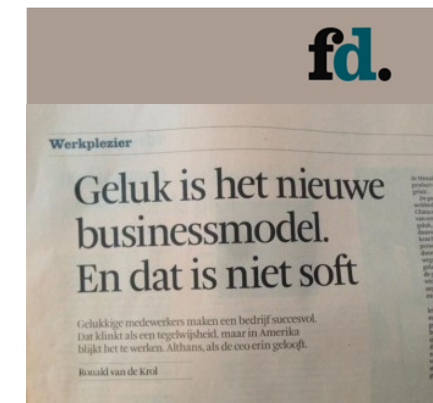 fd.
Werkplezier
Geluk is het nieuwe
businessmodel.
En dat is niet soft
Gelukkige medewerkers maken een bedrijf succesvol.
Dat klinkt als een tegelwijsheid, maar in Amerika
blijkt het te werken. Althans, als de ceo erin gelooft.
Ronald van de Krol